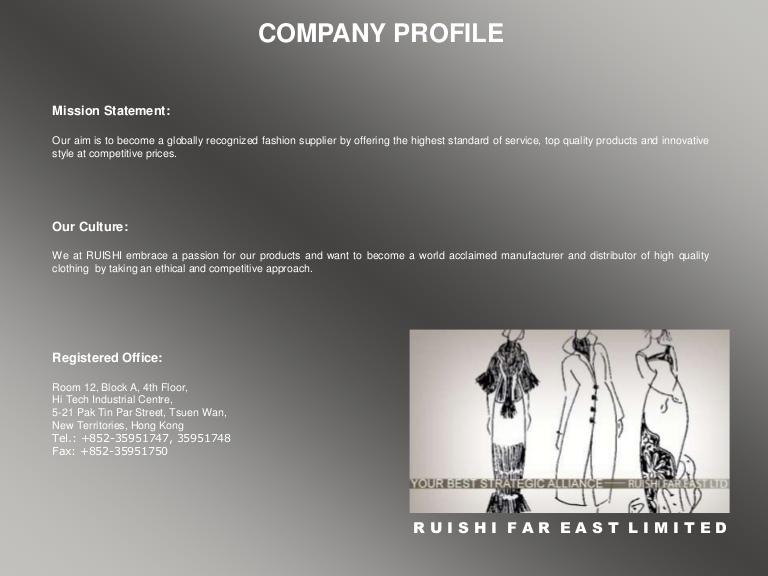 COMPANY PROFILE
Mission Statement:
Our aim is to become a globally recognized fashion supplier by offering the highest standard of service, top quality products and innovative
style at competitive prices.
Our Culture:
We at RUISHI embrace a passion for our products and want to become a world acclaimed manufacturer and distributor of high quality
clothing by taking an ethical and competitive approach.
Registered Office:
Room 12, Block A, 4th Floor,
Hi Tech Industrial Centre,
5-21 Pak Tin Par Street, Tsuen Wan,
New Territories, Hong Kong
Tel.: +852-35951747, 35951748
Fax: +852-35951750
YOUR BEST STRATEGIC ALLIANCE —— RUISHI FAR EAST LTD
RUISHI FAR EAST LIMITED